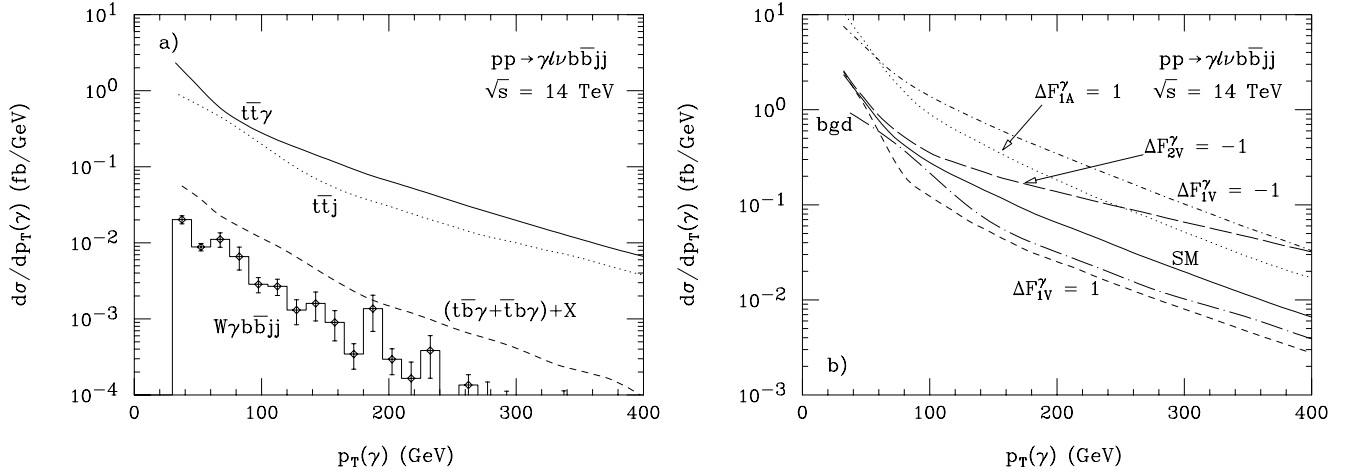 a)
pp→γlνbb̅jj
√s = 14 TeV
tt̅γ
tt̅j
(tb̅γ+t̅bγ)+X
Wγbb̅jj
dσ/dp_T(γ) (fb/GeV)
10^1
10^0
10^−1
10^−2
10^−3
10^−4
0 100 200 300 400
p_T(γ) (GeV)
pp→γlνbb̅jj
ΔF^γ_1A = 1 √s = 14 TeV
bgd
ΔF^γ_2V = −1
ΔF^γ_1V = −1
SM
ΔF^γ_1V = 1
b)
dσ/dp_T(γ) (fb/GeV)
10^1
10^0
10^−1
10^−2
10^−3
0 100 200 300 400
p_T(γ) (GeV)